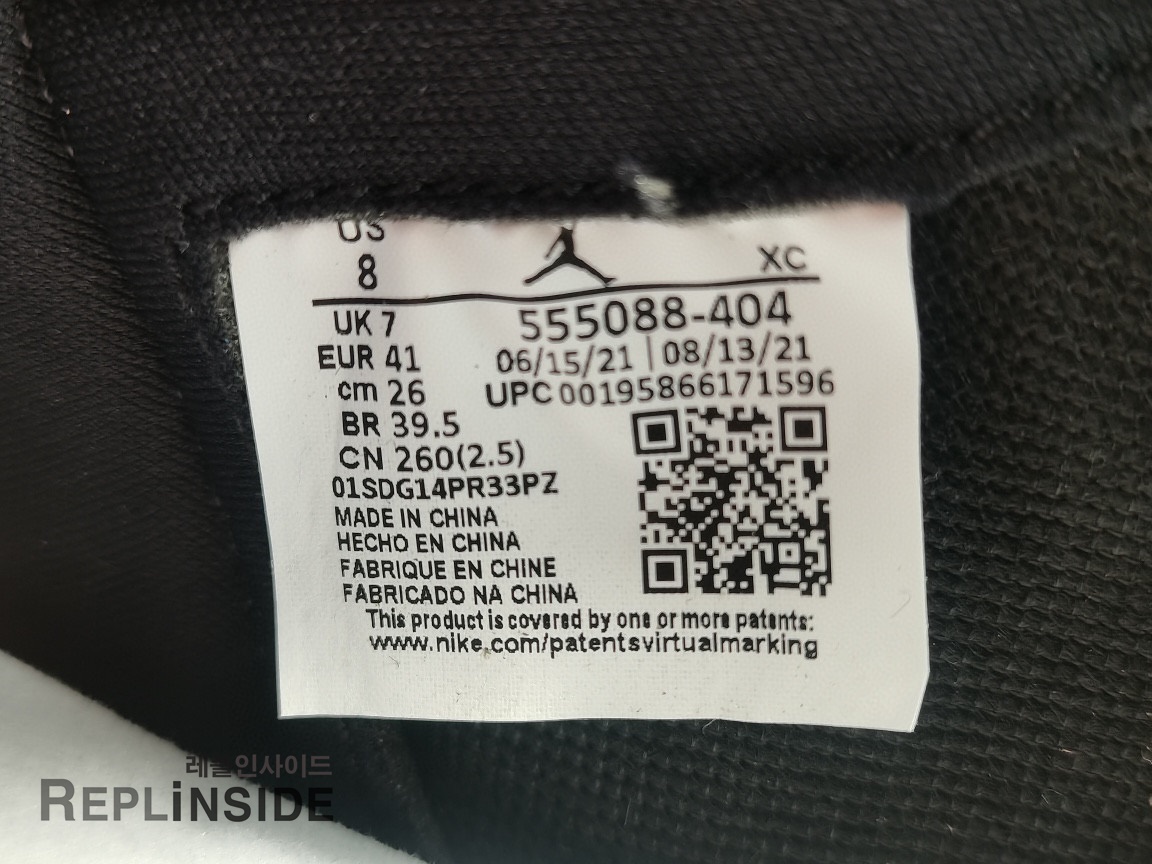 US
8
XC
UK 7
555088-404
EUR 41
06/15/21 | 08/13/21
cm 26
UPC 00195866171596
BR 39.5
CN 260(2.5)
01SDG14PR33PZ
MADE IN CHINA
HECHO EN CHINA
FABRIQUE EN CHINE
FABRICADO NA CHINA
This product is covered by one or more patents:
www.nike.com/patentsvirtualmarking
레플인사이드
REPLINSIDE